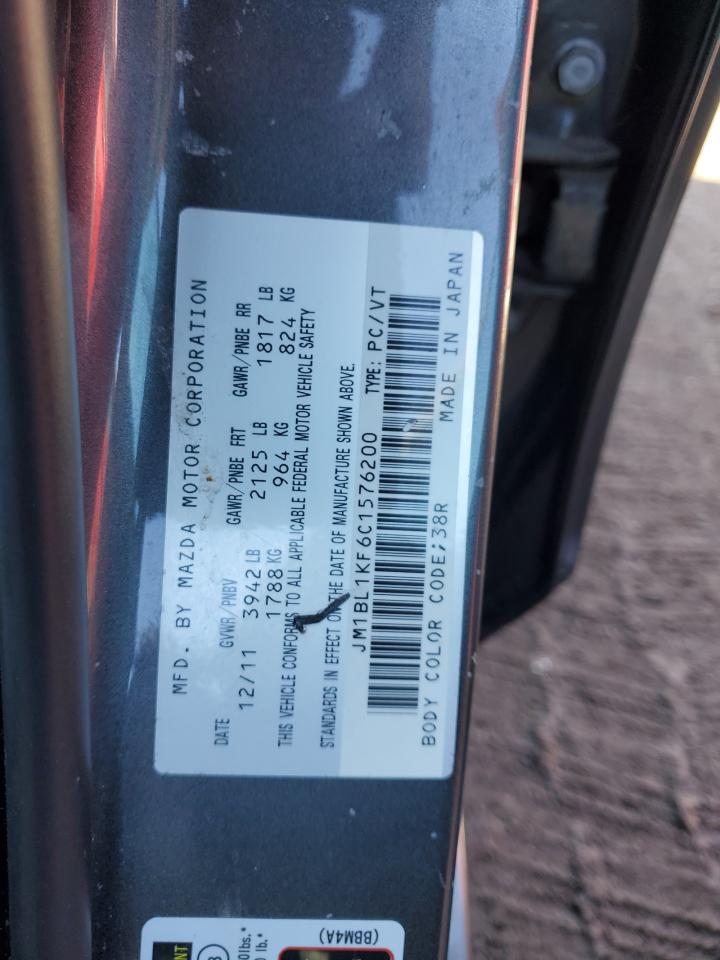 MFD. BY MAZDA MOTOR CORPORATION
DATE GVWR/PNBV GAWR/PNBE FRT GAWR/PNBE RR
12/11 3942 LB 2125 LB 1817 LB
1788 KG 964 KG 824 KG
THIS VEHICLE CONFORMS TO ALL APPLICABLE FEDERAL MOTOR VEHICLE SAFETY
STANDARDS IN EFFECT ON THE DATE OF MANUFACTURE SHOWN ABOVE.
JM1BL1KF6C1576200 TYPE: PC/VT
BODY COLOR CODE;38R MADE IN JAPAN
(BBM4A)